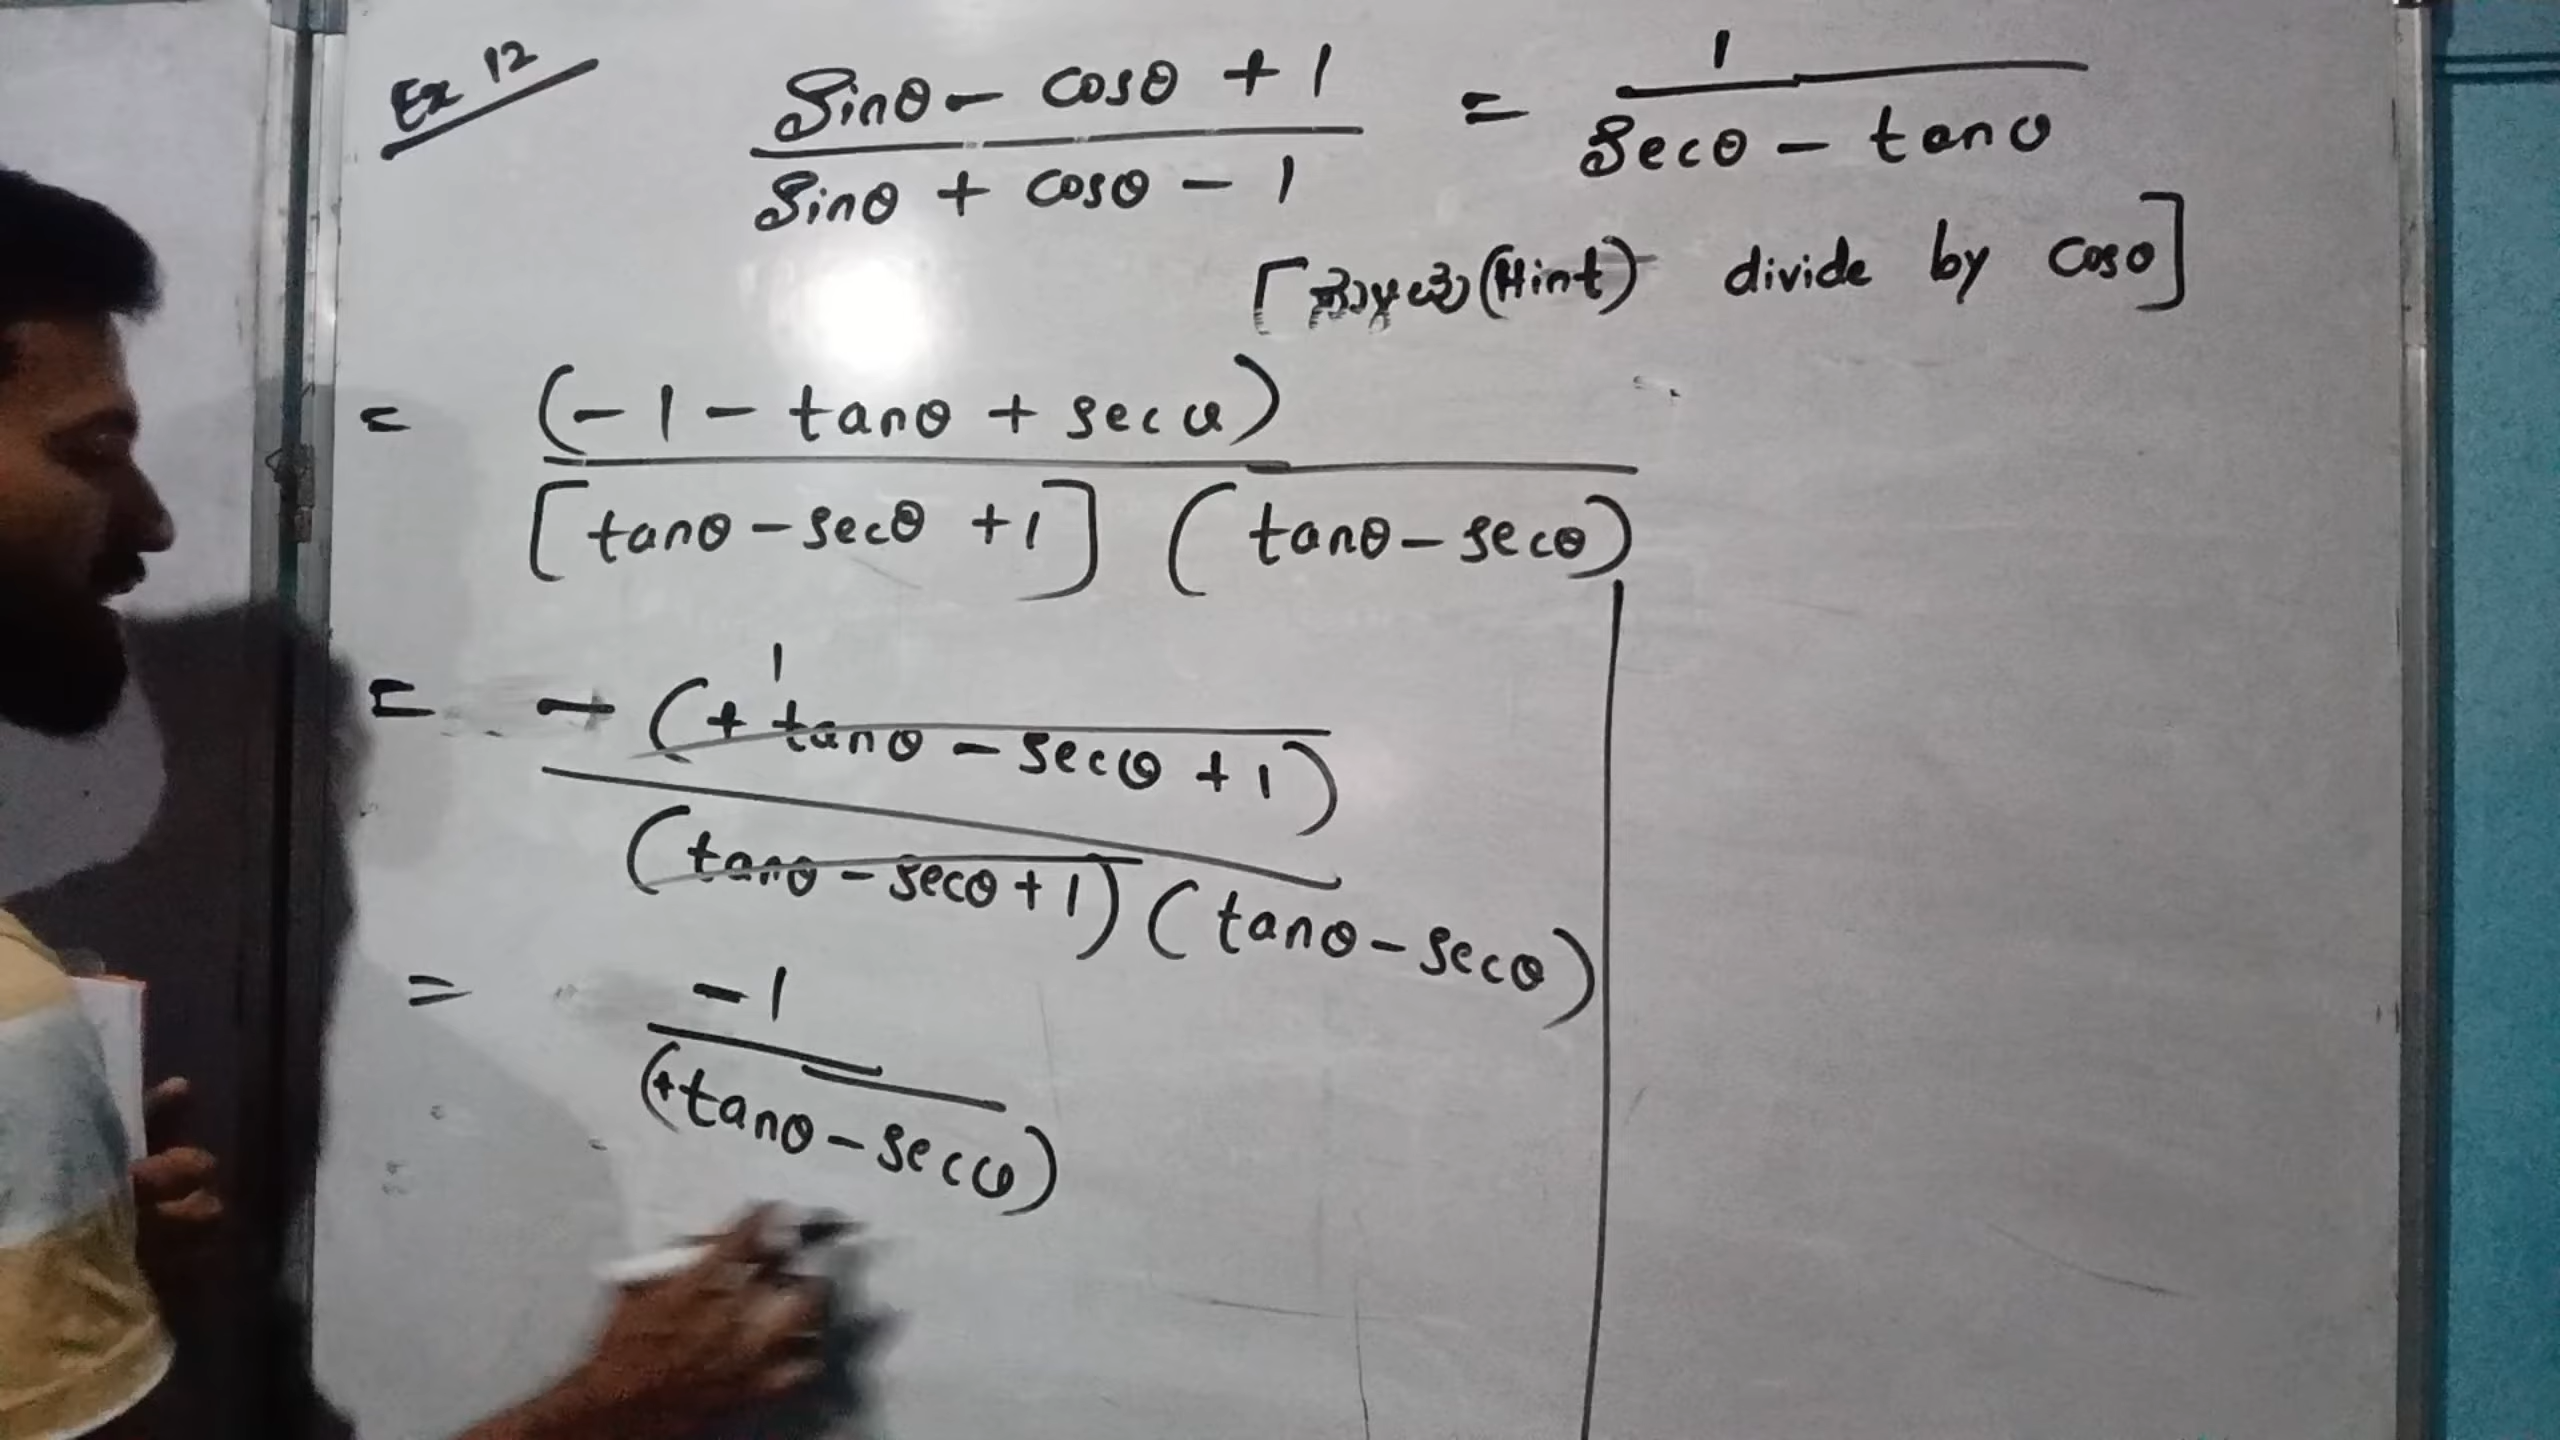 Ex 12
sinθ - cosθ + 1 / sinθ + cosθ - 1 = 1 / secθ - tanθ
[(Hint) divide by cosθ]
= (-1 - tanθ + secθ) / [tanθ - secθ + 1] (tanθ - secθ)
= - (+ tanθ - secθ + 1) 1 / (tanθ - secθ + 1) (tanθ - secθ)
= -1 / (+tanθ - secθ)